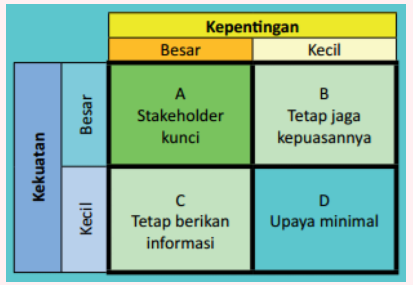 Kepentingan
Besar
Kecil
Kekuatan
Besar
A
Stakeholder
kunci
B
Tetap jaga
kepuasannya
Kecil
C
Tetap berikan
informasi
D
Upaya minimal